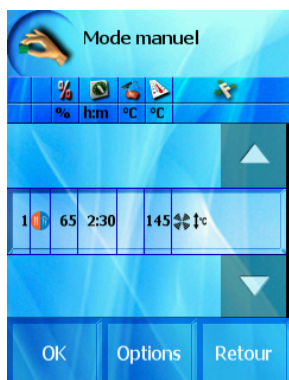 Mode manuel
%
% h:m °C °C
1 65 2:30 145 °C
OK Options Retour